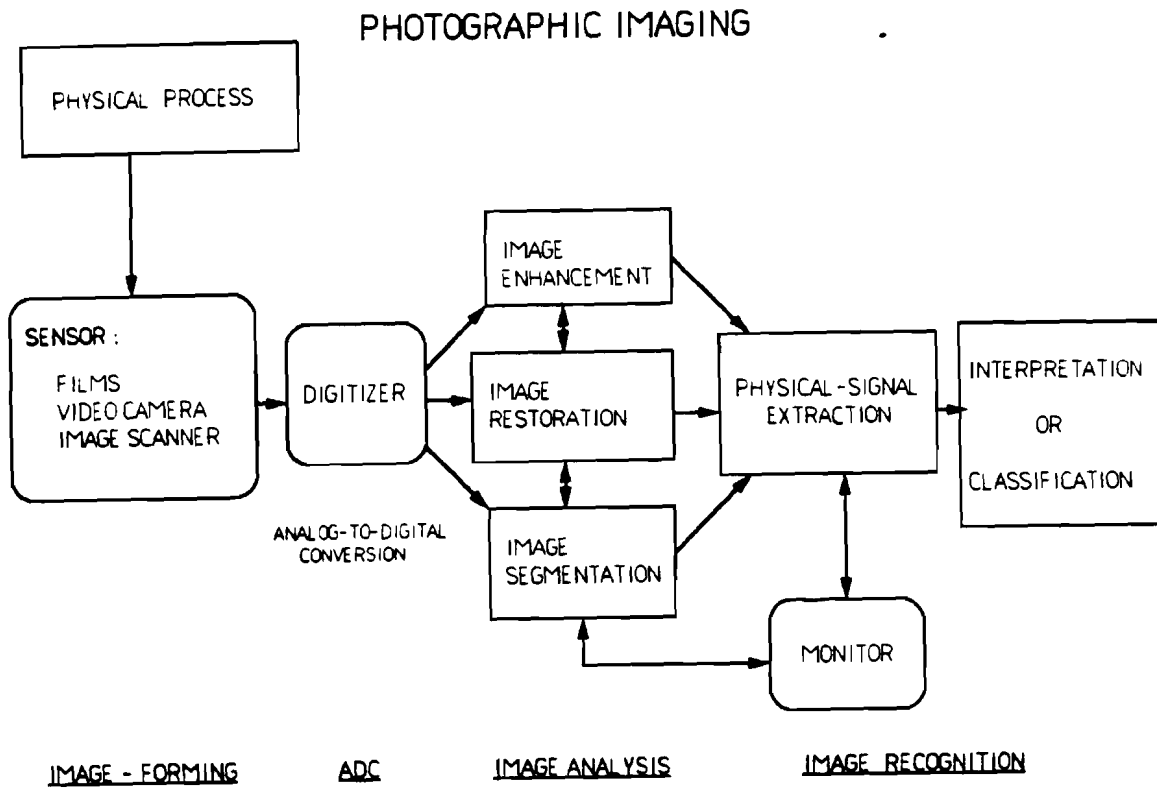 PHOTOGRAPHIC IMAGING
PHYSICAL PROCESS
SENSOR :
FILMS
VIDEO CAMERA
IMAGE SCANNER
DIGITIZER
ANALOG-TO-DIGITAL
CONVERSION
IMAGE
ENHANCEMENT
IMAGE
RESTORATION
IMAGE
SEGMENTATION
PHYSICAL-SIGNAL
EXTRACTION
MONITOR
INTERPRETATION
OR
CLASSIFICATION
IMAGE - FORMING
ADC
IMAGE ANALYSIS
IMAGE RECOGNITION